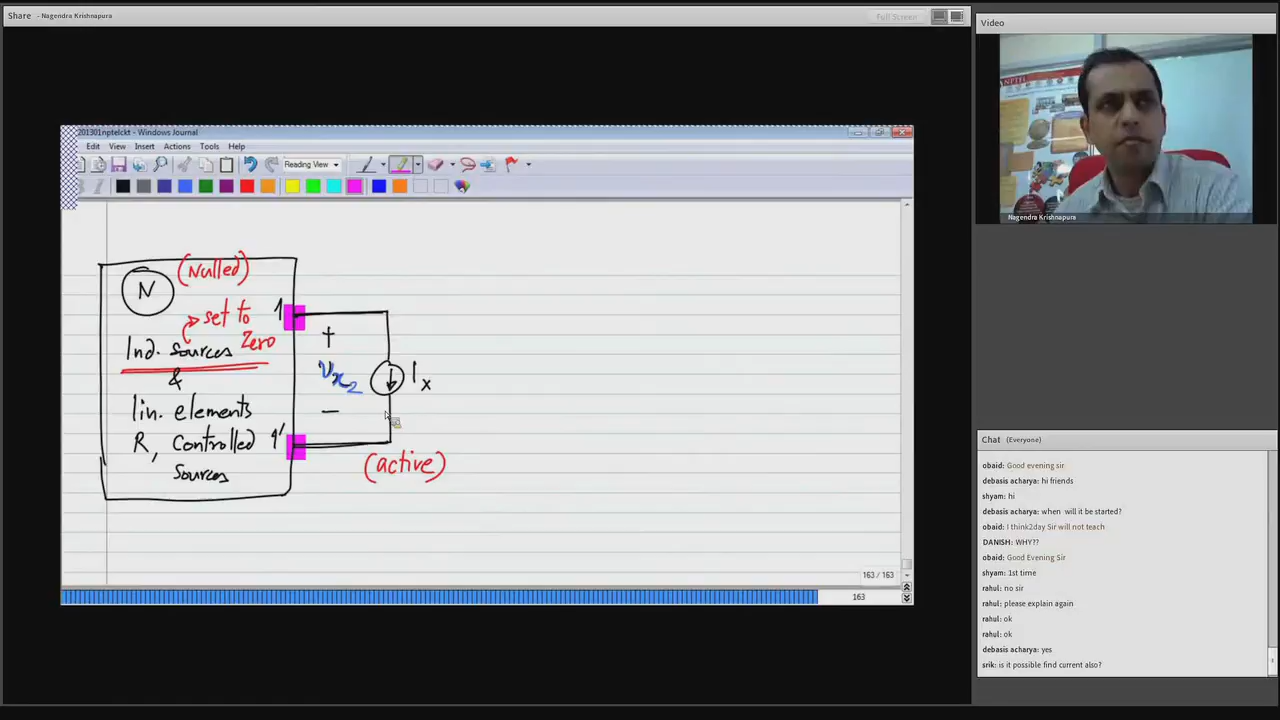 Share - Nagendra Krishnapura
Full Screen
Video
NPTEL
Nagendra Krishnapura
201301nptelckt - Windows Journal
Edit View Insert Actions Tools Help
Reading View
N
(Nulled)
set to
Zero
Ind. sources
&
lin. elements
R, Controlled
Sources
1
1'
+
Vx2
-
Ix
(active)
163 / 163
163
Chat (Everyone)
obaid: Good evening sir
debasis acharya: hi friends
shyam: hi
debasis acharya: when will it be started?
obaid: I think2day Sir will not teach
DANISH: WHY??
obaid: Good Evening Sir
shyam: 1st time
rahul: no sir
rahul: please explain again
rahul: ok
rahul: ok
debasis acharya: yes
srik: is it possible find current also?